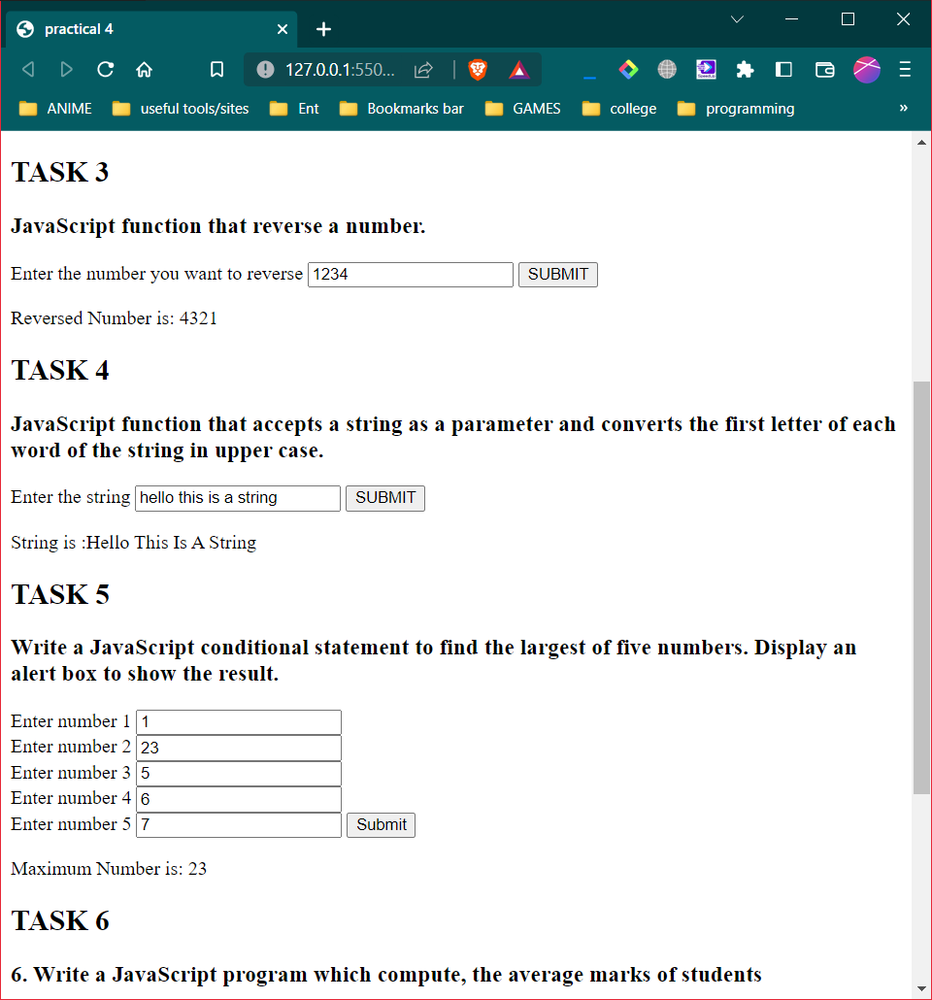 practical 4
127.0.0.1:550...
ANIME useful tools/sites Ent Bookmarks bar GAMES college programming »
TASK 3
JavaScript function that reverse a number.
Enter the number you want to reverse 1234 SUBMIT
Reversed Number is: 4321
TASK 4
JavaScript function that accepts a string as a parameter and converts the first letter of each
word of the string in upper case.
Enter the string hello this is a string SUBMIT
String is :Hello This Is A String
TASK 5
Write a JavaScript conditional statement to find the largest of five numbers. Display an
alert box to show the result.
Enter number 1 1
Enter number 2 23
Enter number 3 5
Enter number 4 6
Enter number 5 7 Submit
Maximum Number is: 23
TASK 6
6. Write a JavaScript program which compute, the average marks of students